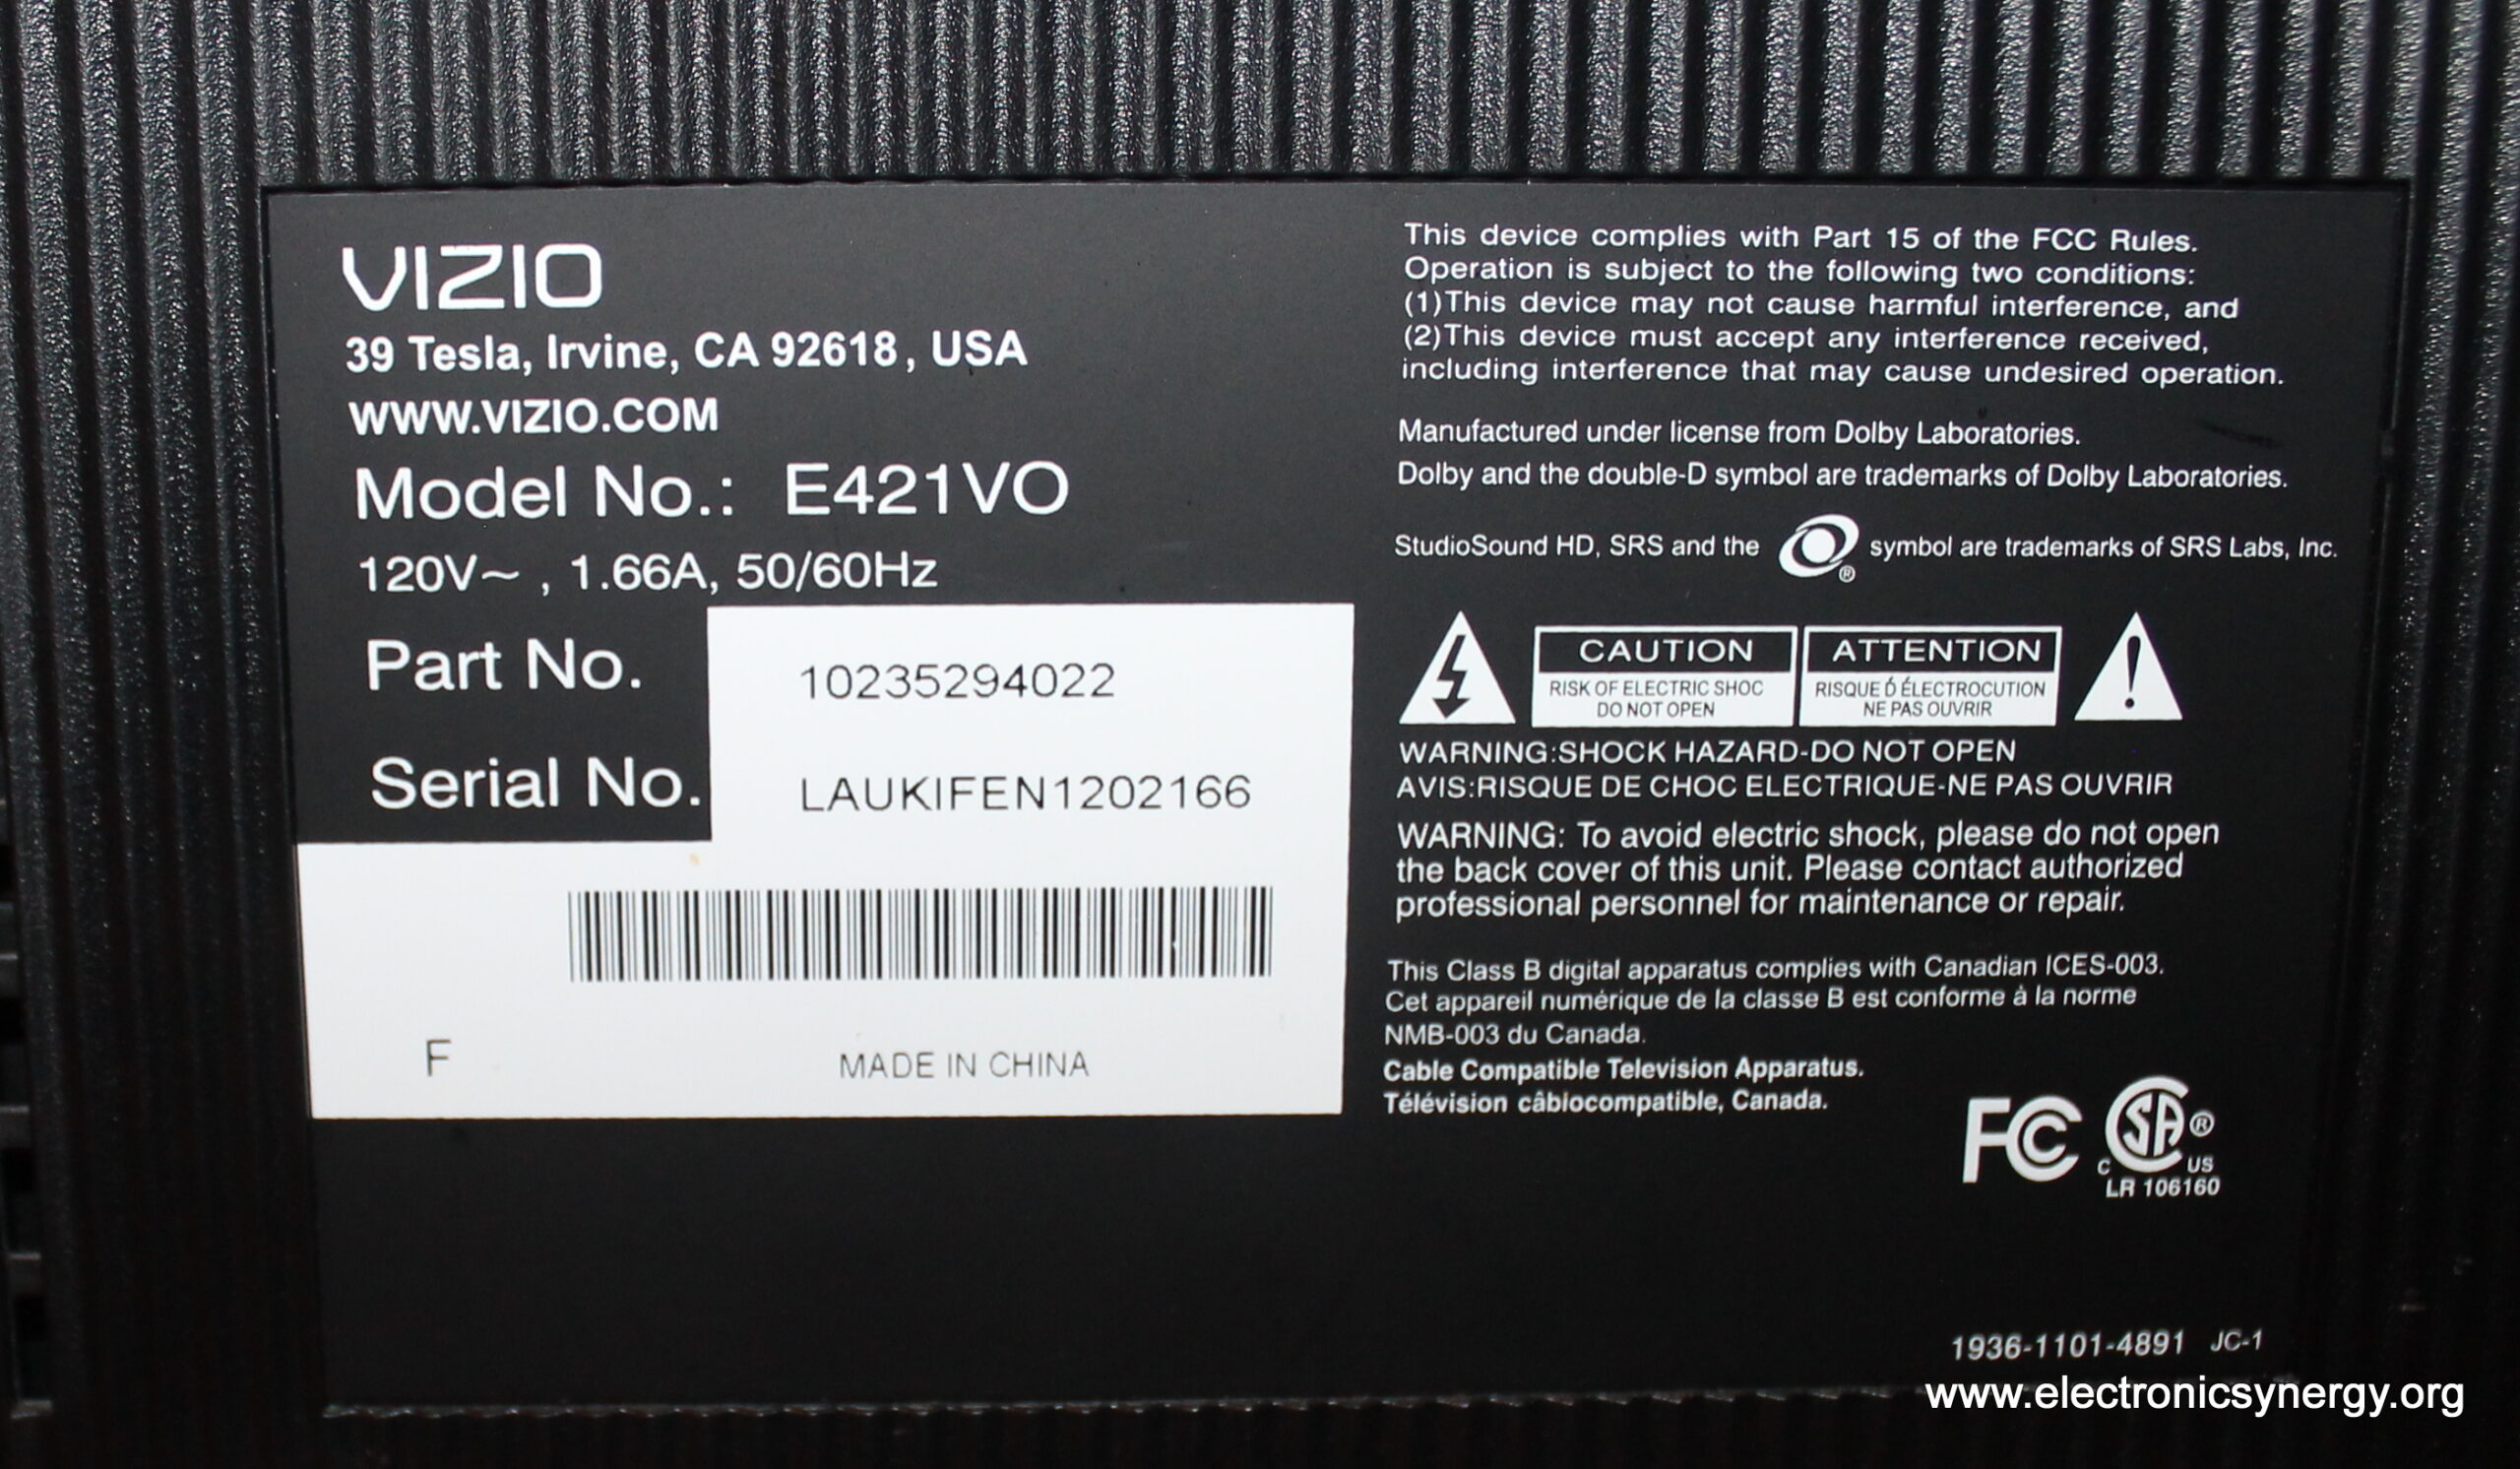 VIZIO
39 Tesla, Irvine, CA 92618, USA
WWW.VIZIO.COM
Model No.: E421VO
120V~ , 1.66A, 50/60Hz
Part No. 10235294022
Serial No. LAUKIFEN1202166
F MADE IN CHINA
This device complies with Part 15 of the FCC Rules.
Operation is subject to the following two conditions:
(1)This device may not cause harmful interference, and
(2)This device must accept any interference received,
including interference that may cause undesired operation.
Manufactured under license from Dolby Laboratories.
Dolby and the double-D symbol are trademarks of Dolby Laboratories.
StudioSound HD, SRS and the ® symbol are trademarks of SRS Labs, Inc.
CAUTION
RISK OF ELECTRIC SHOC
DO NOT OPEN
ATTENTION
RISQUE Ó ÉLECTROCUTION
NE PAS OUVRIR
!
WARNING:SHOCK HAZARD-DO NOT OPEN
AVIS:RISQUE DE CHOC ELECTRIQUE-NE PAS OUVRIR
WARNING: To avoid electric shock, please do not open
the back cover of this unit. Please contact authorized
professional personnel for maintenance or repair.
This Class B digital apparatus complies with Canadian ICES-003.
Cet appareil numérique de la classe B est conforme à la norme
NMB-003 du Canada.
Cable Compatible Television Apparatus.
Télévision câblocompatible, Canada.
FC SA®
C US
LR 106160
1936-1101-4891 JC-1
www.electronicsynergy.org